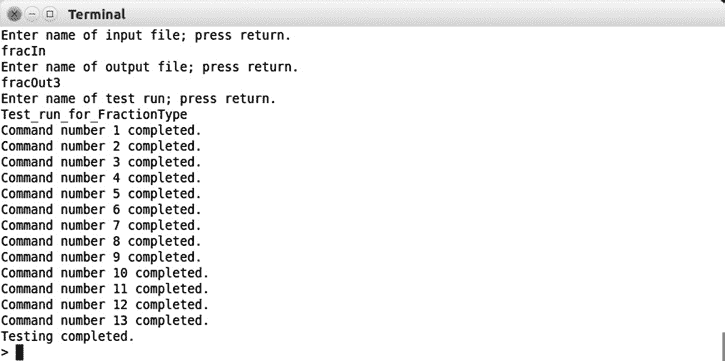 Terminal
Enter name of input file; press return.
fracIn
Enter name of output file; press return.
fracOut3
Enter name of test run; press return.
Test_run_for_FractionType
Command number 1 completed.
Command number 2 completed.
Command number 3 completed.
Command number 4 completed.
Command number 5 completed.
Command number 6 completed.
Command number 7 completed.
Command number 8 completed.
Command number 9 completed.
Command number 10 completed.
Command number 11 completed.
Command number 12 completed.
Command number 13 completed.
Testing completed.
>